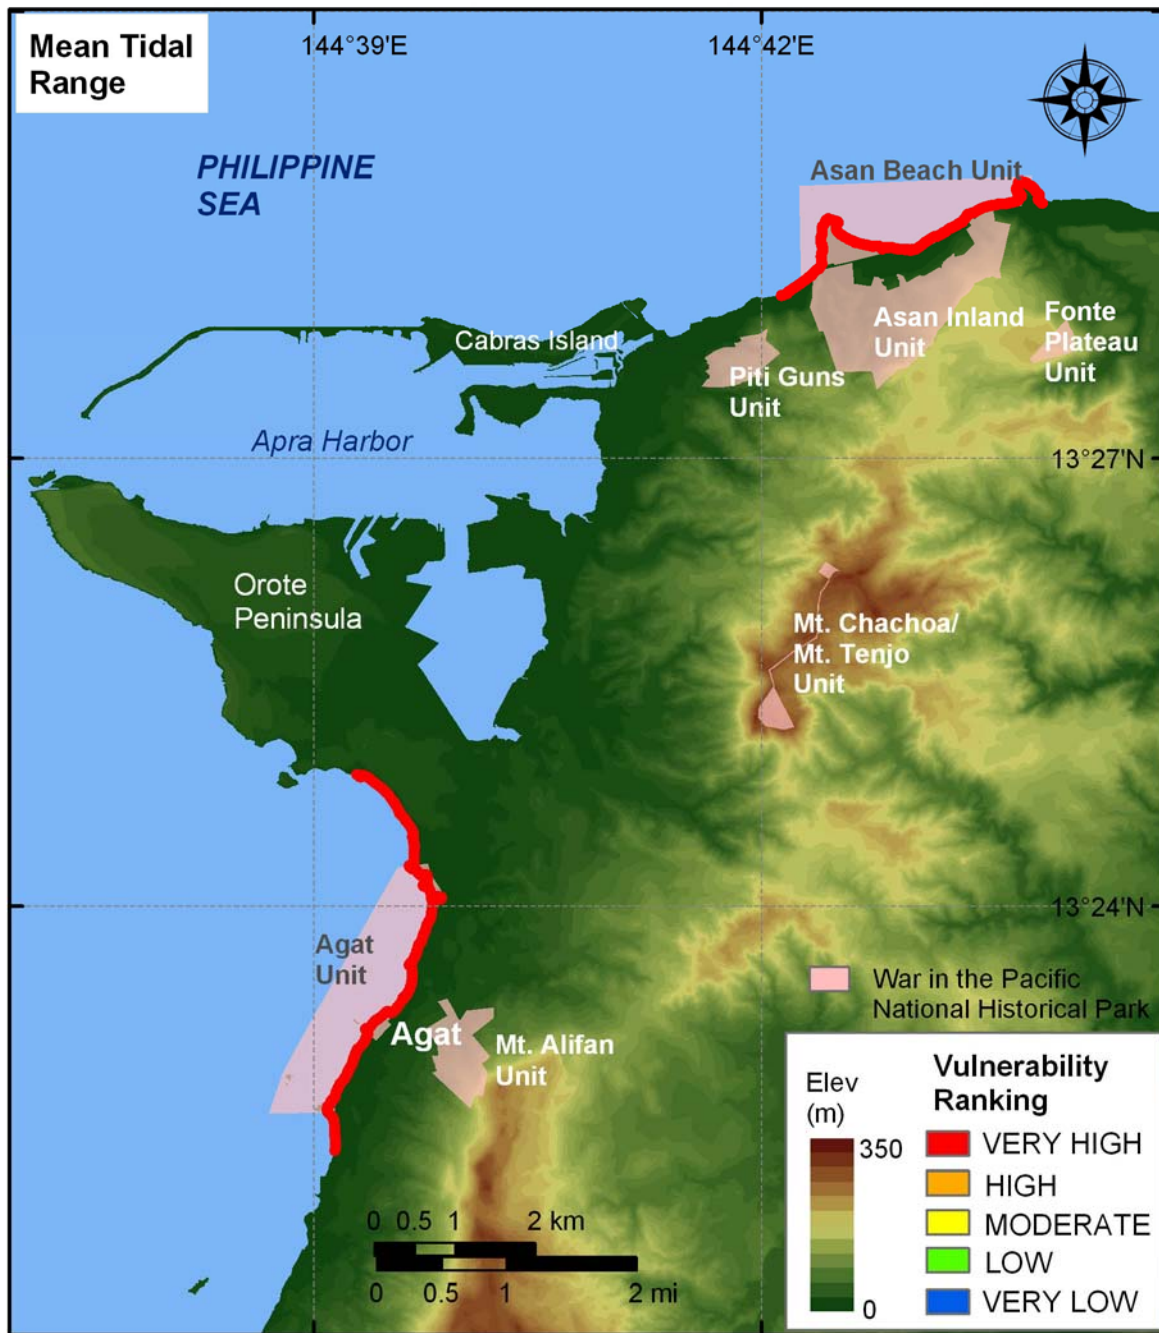 Mean Tidal
Range
144°39'E
144°42'E
PHILIPPINE
SEA
Asan Beach Unit
Cabras Island
Asan Inland
Unit
Fonte
Plateau
Unit
Piti Guns
Unit
Apra Harbor
13°27'N
Orote
Peninsula
Mt. Chachoa/
Mt. Tenjo
Unit
13°24'N
Agat
Unit
War in the Pacific
National Historical Park
Agat
Mt. Alifan
Unit
Elev
(m)
350
0
Vulnerability
Ranking
VERY HIGH
HIGH
MODERATE
LOW
VERY LOW
0 0.5 1 2 km
0 0.5 1 2 mi